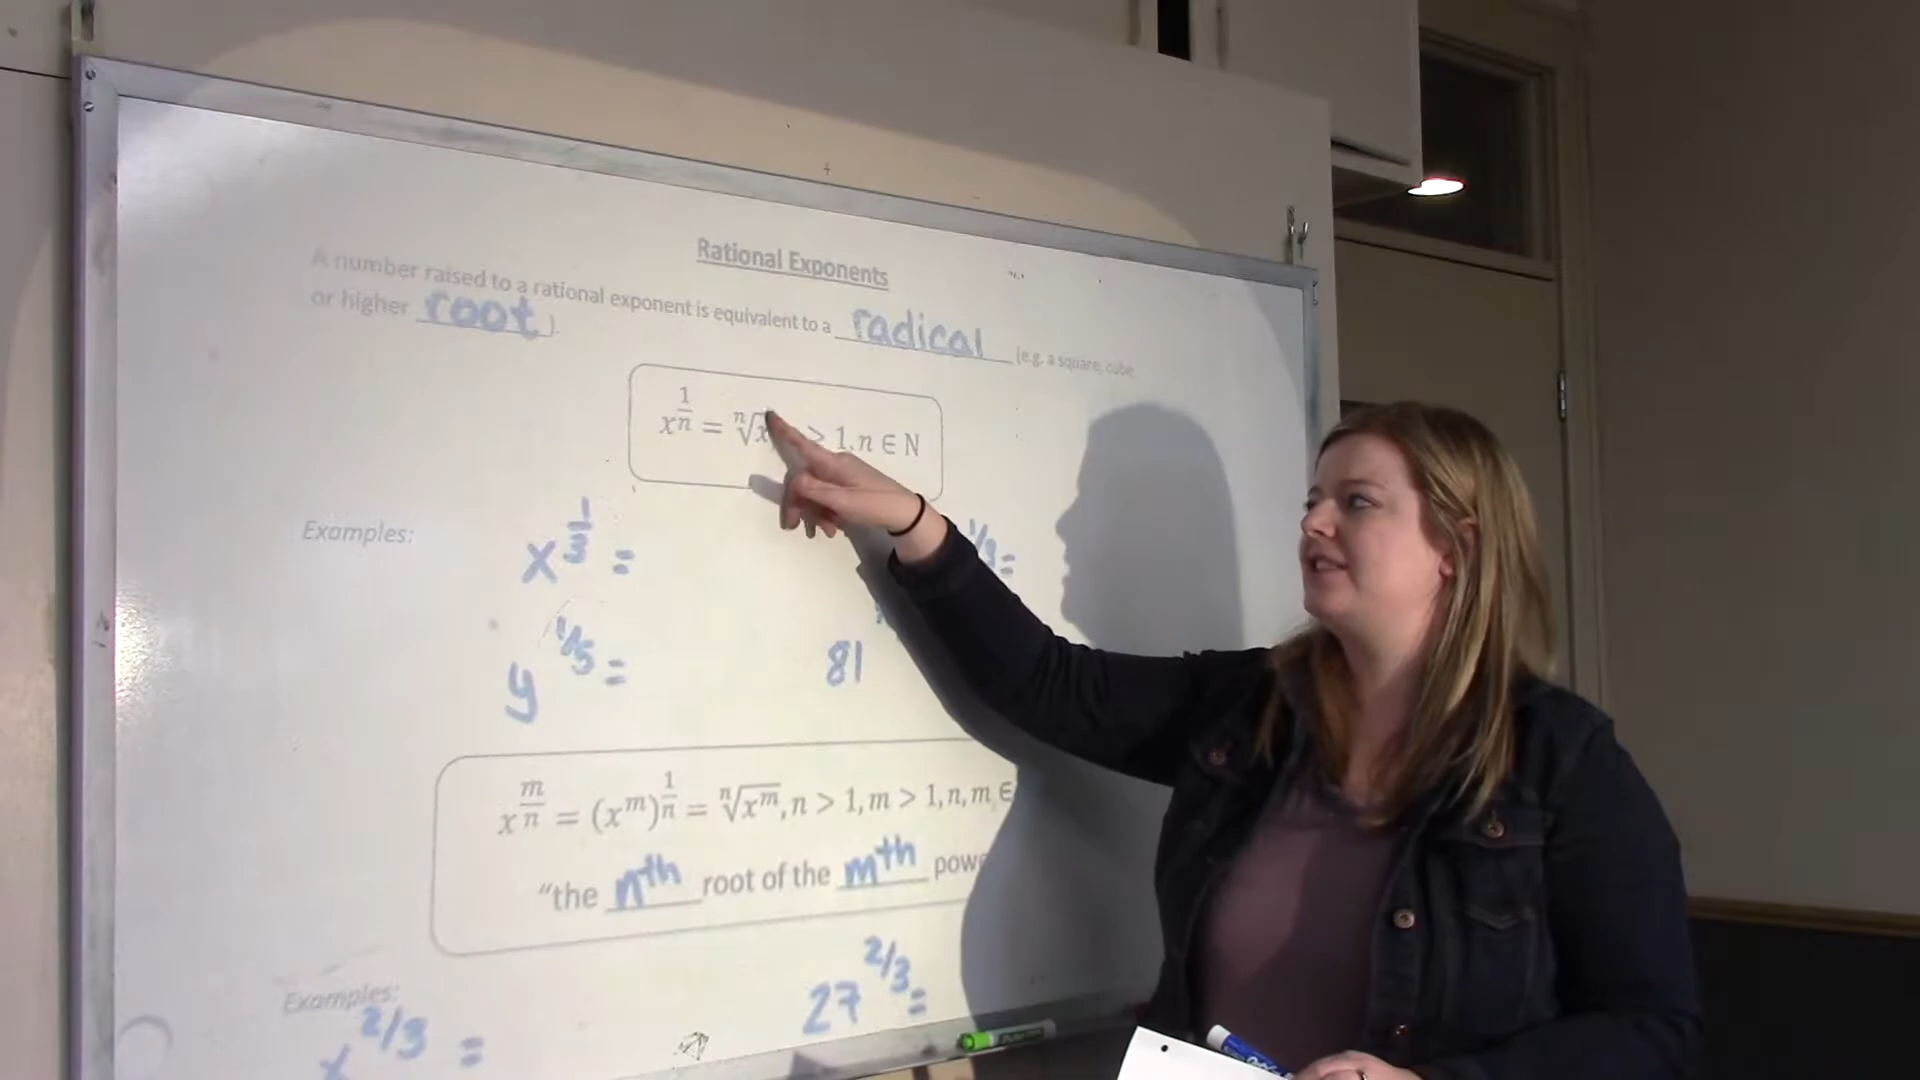 Rational Exponents
A number raised to a rational exponent is equivalent to a radical (e.g. a square, cube
or higher root ).
x^{1/n} = ⁿ√x > 1, n ∈ N
Examples:
x^{1/3} =
1/3 =
y^{1/5} =
81
x^{m/n} = (x^m)^{1/n} = ⁿ√(x^m), n > 1, m > 1, n, m ∈
“the nth root of the mth
Examples:
x^{2/3} =
27^{2/3} =